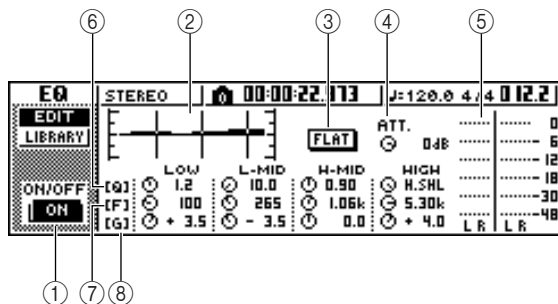 ⑥ ② ③ ④ ⑤
EQ STEREO 00:00:22.973 ♩=120.0 4/4 012.2
EDIT
LIBRARY
FLAT
ATT.
0dB
0
6
12
18
30
48
L R L R
LOW L-MID H-MID HIGH
ON/OFF
ON
[Q] 1.2 10.0 0.90 H.SHL
[F] 100 265 1.06k 5.30k
[G] + 3.5 - 3.5 0.0 + 4.0
① ⑦ ⑧